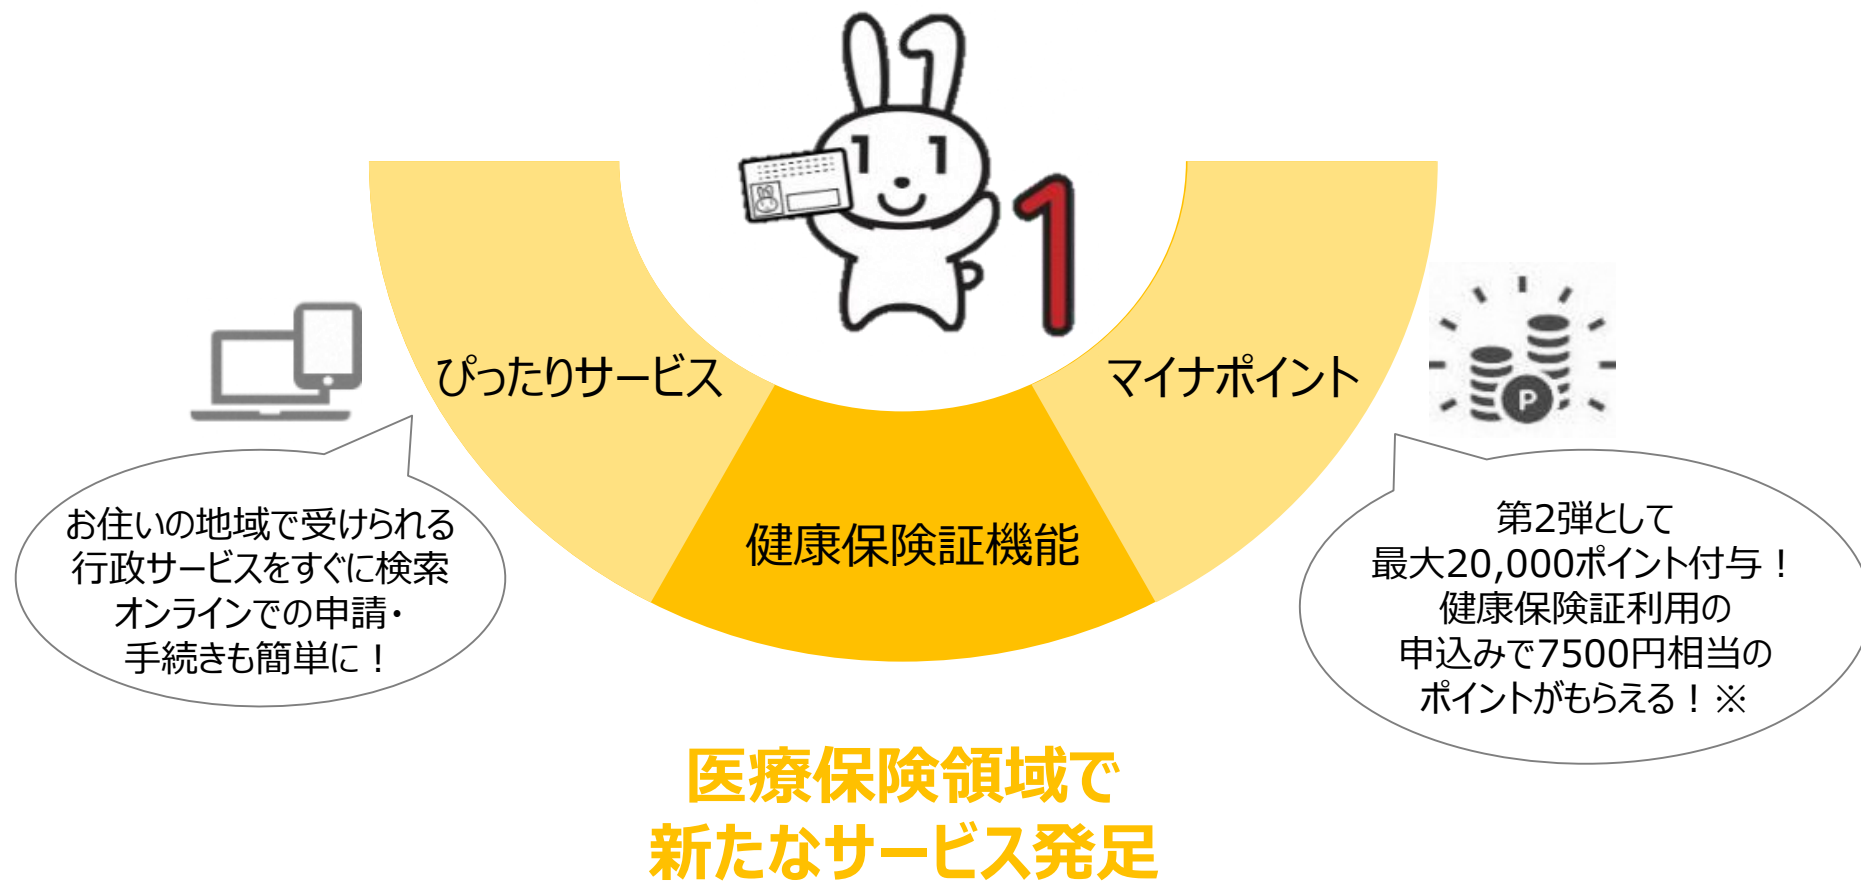 ぴったりサービス
マイナポイント
健康保険証機能
お住いの地域で受けられる
行政サービスをすぐに検索
オンラインでの申請・
手続きも簡単に！
第2弾として
最大20,000ポイント付与！
健康保険証利用の
申込みで7500円相当の
ポイントがもらえる！※
医療保険領域で
新たなサービス発足
1
P